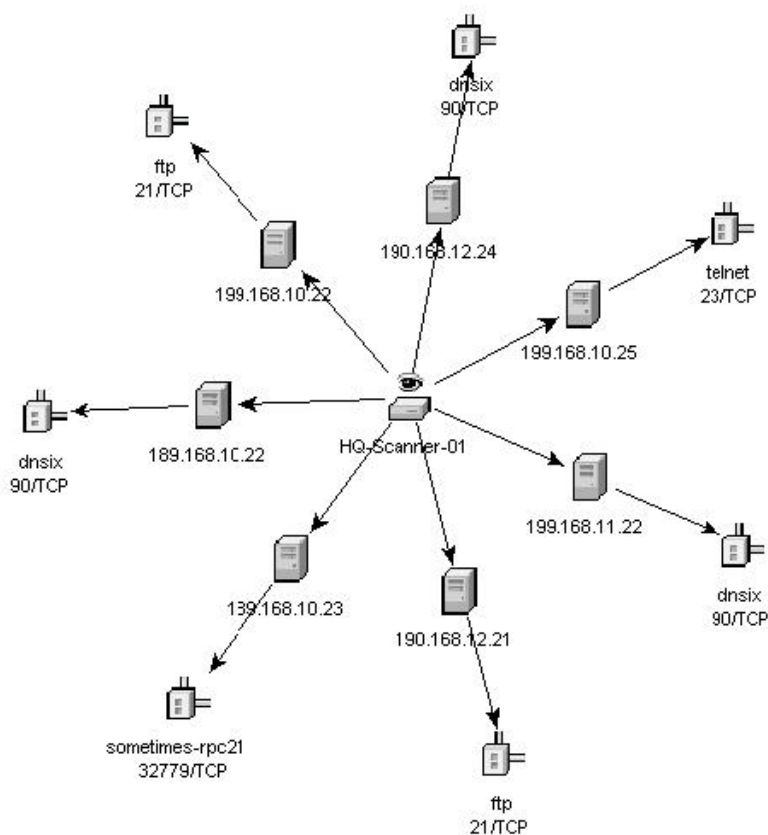 dnsix
90/TCP
ftp
21/TCP
190.168.12.24
telnet
23/TCP
199.168.10.22
199.168.10.25
HQ-Scanner-01
189.168.10.22
dnsix
90/TCP
199.168.11.22
dnsix
90/TCP
139.168.10.23
190.168.12.21
sometimes-rpc21
32779/TCP
ftp
21/TCP